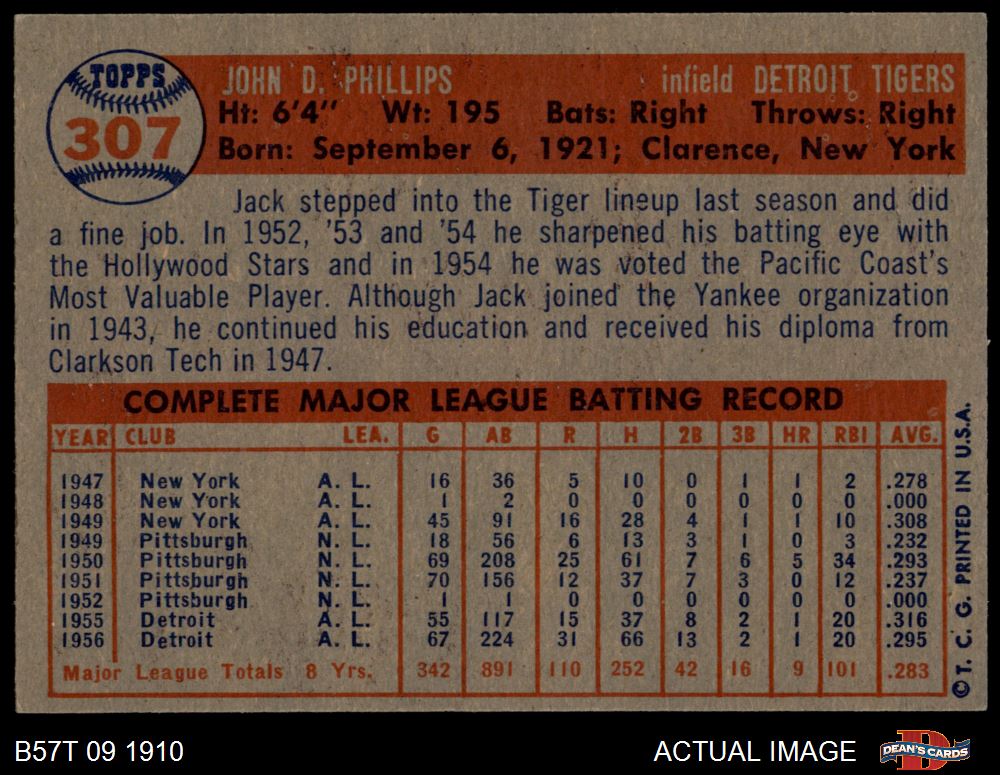 TOPPS
307
JOHN D. PHILLIPS infield DETROIT TIGERS
Ht: 6'4" Wt: 195 Bats: Right Throws: Right
Born: September 6, 1921; Clarence, New York
Jack stepped into the Tiger lineup last season and did
a fine job. In 1952, '53 and '54 he sharpened his batting eye with
the Hollywood Stars and in 1954 he was voted the Pacific Coast's
Most Valuable Player. Although Jack joined the Yankee organization
in 1943, he continued his education and received his diploma from
Clarkson Tech in 1947.
COMPLETE MAJOR LEAGUE BATTING RECORD
YEAR CLUB LEA. G AB R H 2B 3B HR RBI AVG.
1947 New York A. L. 16 36 5 10 0 1 1 2 .278
1948 New York A. L. 1 2 0 0 0 0 0 0 .000
1949 New York A. L. 45 91 16 28 4 1 1 10 .308
1949 Pittsburgh N. L. 18 56 6 13 3 1 0 3 .232
1950 Pittsburgh N. L. 69 208 25 61 7 6 5 34 .293
1951 Pittsburgh N. L. 70 156 12 37 7 3 0 12 .237
1952 Pittsburgh N. L. 1 1 0 0 0 0 0 0 .000
1955 Detroit A. L. 55 117 15 37 8 2 1 20 .316
1956 Detroit A. L. 67 224 31 66 13 2 1 20 .295
Major League Totals 8 Yrs. 342 891 110 252 42 16 9 101 .283
© T. C. G. PRINTED IN U.S.A.
B57T 09 1910 ACTUAL IMAGE
DEAN'S CARDS